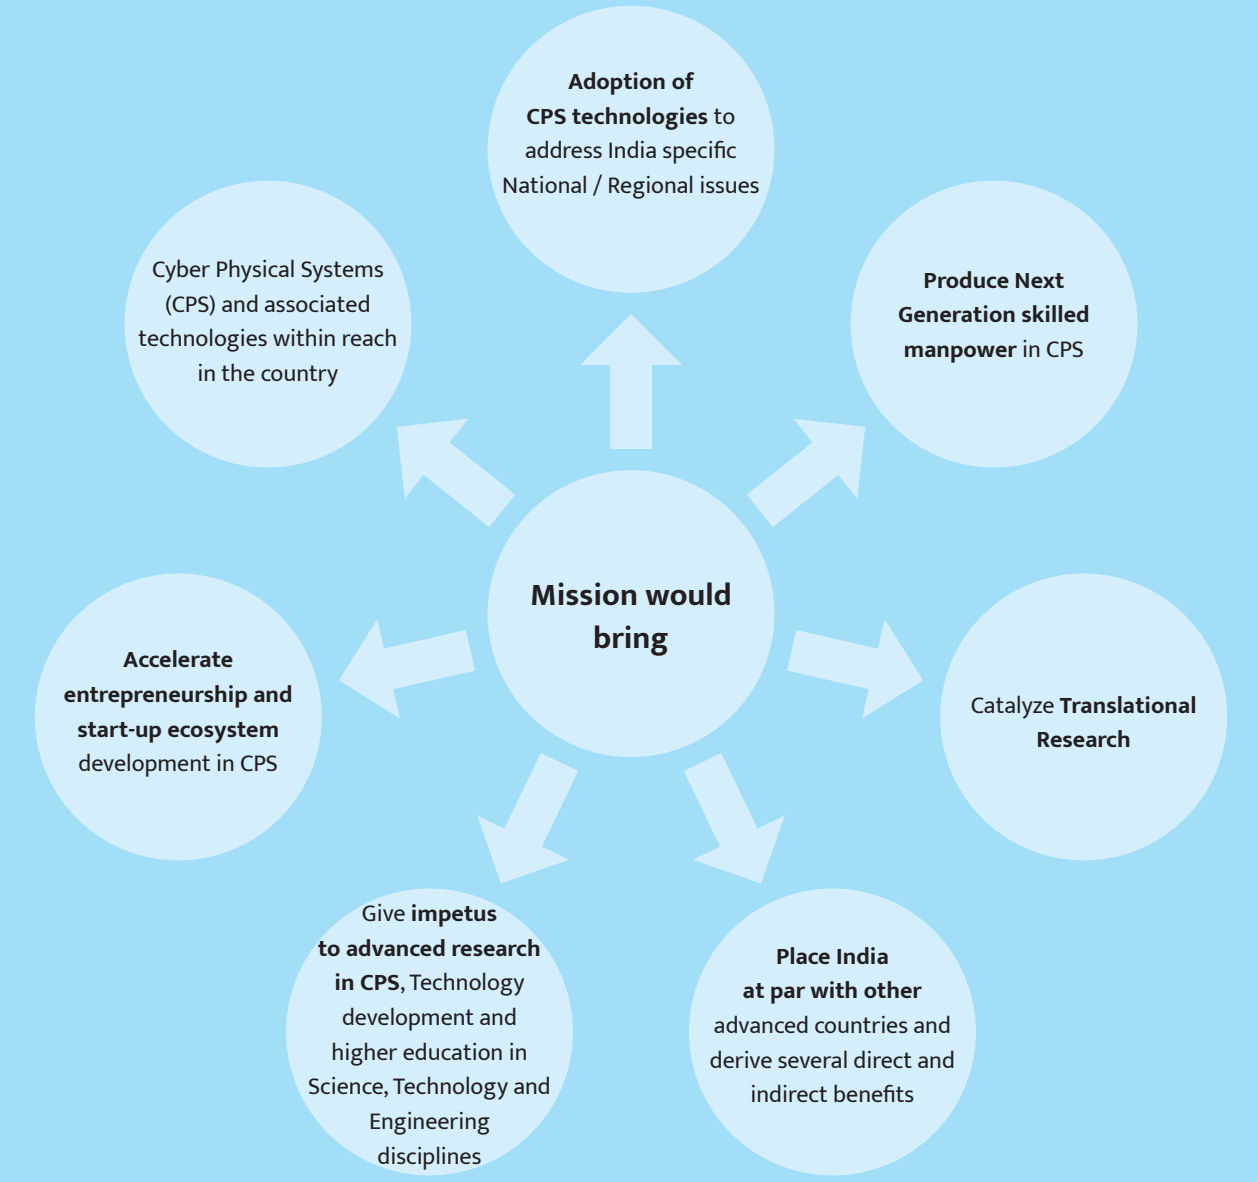 Adoption of
CPS technologies to
address India specific
National / Regional issues
Cyber Physical Systems
(CPS) and associated
technologies within reach
in the country
Produce Next
Generation skilled
manpower in CPS
Mission would
bring
Accelerate
entrepreneurship and
start-up ecosystem
development in CPS
Catalyze Translational
Research
Give impetus
to advanced research
in CPS, Technology
development and
higher education in
Science, Technology and
Engineering
disciplines
Place India
at par with other
advanced countries and
derive several direct and
indirect benefits